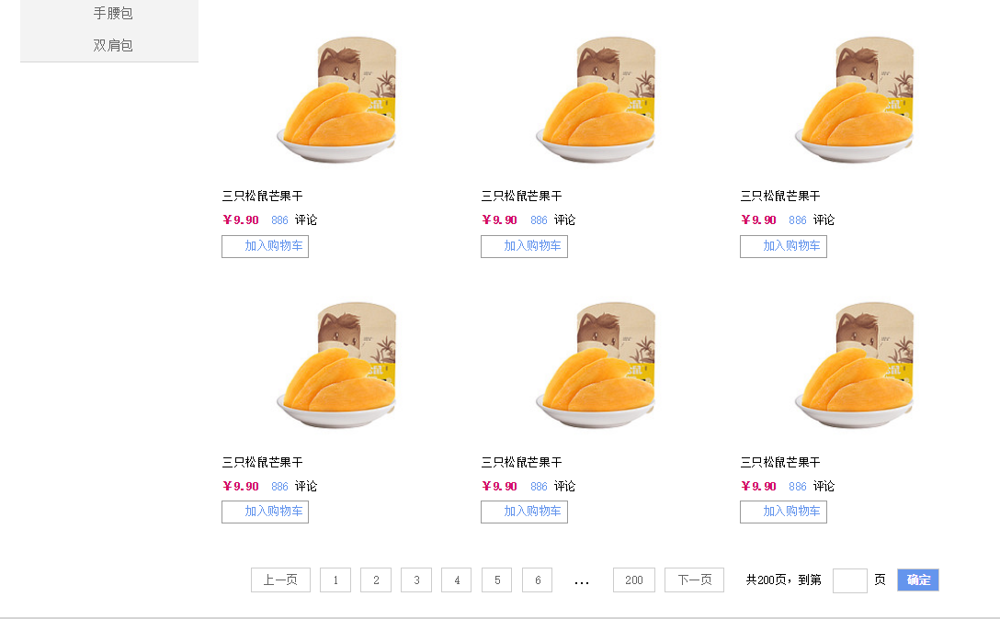 手腰包
双肩包
三只松鼠芒果干
三只松鼠芒果干
三只松鼠芒果干
￥9.90 886 评论
￥9.90 886 评论
￥9.90 886 评论
加入购物车
加入购物车
加入购物车
三只松鼠芒果干
三只松鼠芒果干
三只松鼠芒果干
￥9.90 886 评论
￥9.90 886 评论
￥9.90 886 评论
加入购物车
加入购物车
加入购物车
上一页 1 2 3 4 5 6 ... 200 下一页 共200页，到第 页 确定